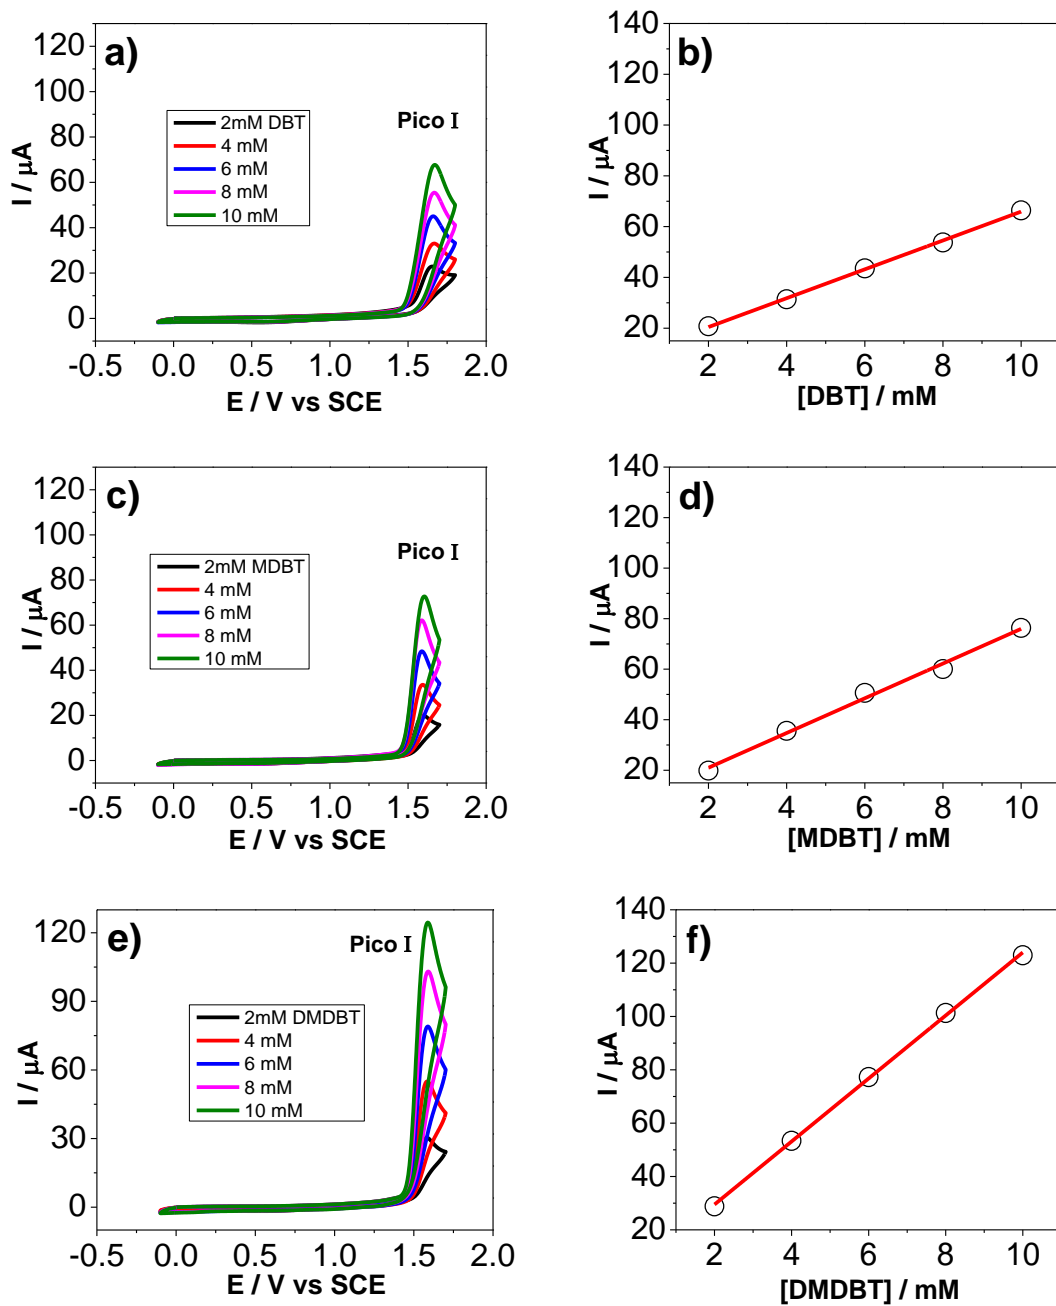 a)
Pico I
2mM DBT
4 mM
6 mM
8 mM
10 mM
I / μA
120
100
80
60
40
20
0
-0.5 0.0 0.5 1.0 1.5 2.0
E / V vs SCE
b)
I / μA
140
120
100
80
60
40
20
2 4 6 8 10
[DBT] / mM
c)
Pico I
2mM MDBT
4 mM
6 mM
8 mM
10 mM
I / μA
120
100
80
60
40
20
0
-0.5 0.0 0.5 1.0 1.5 2.0
E / V vs SCE
d)
I / μA
140
120
100
80
60
40
20
2 4 6 8 10
[MDBT] / mM
e)
Pico I
2mM DMDBT
4 mM
6 mM
8 mM
10 mM
I / μA
120
90
60
30
0
-0.5 0.0 0.5 1.0 1.5 2.0
E / V vs SCE
f)
I / μA
140
120
100
80
60
40
20
2 4 6 8 10
[DMDBT] / mM